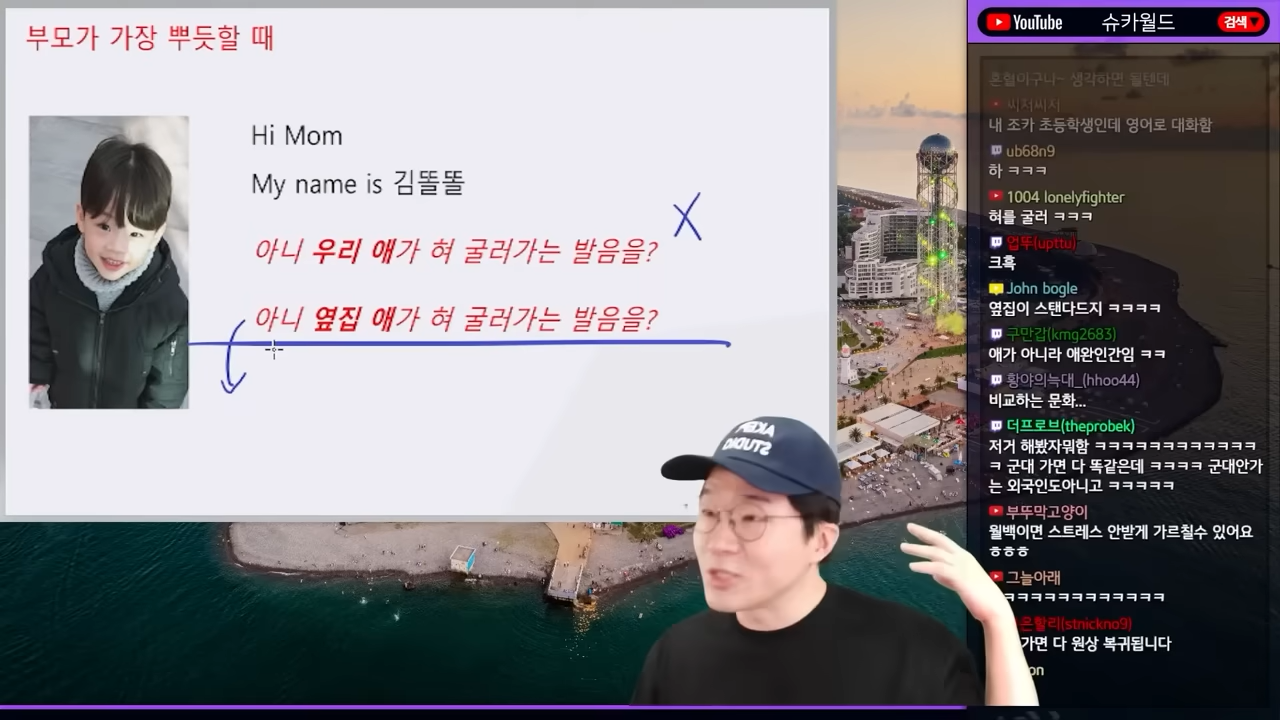 부모가 가장 뿌듯할 때
Hi Mom
My name is 김똘똘
아니 우리 애가 혀 굴러가는 발음을?
아니 옆집 애가 혀 굴러가는 발음을?
AKEP
STUDIO
YouTube 슈카월드 검색
혼혈이구나~ 생각하면 될텐데
씨저씨저
내 조카 초등학생인데 영어로 대화함
ub68n9
하 ㅋㅋㅋ
1004 lonelyfighter
혀를 굴러 ㅋㅋㅋ
업뚜(upttu)
크흑
John bogle
옆집이 스탠다드지 ㅋㅋㅋㅋ
구만갑(kmg2683)
애가 아니라 애완인간임 ㅋㅋ
황야의늑대_(hhoo44)
비교하는 문화...
더프로브(theprobek)
저거 해봤자뭐함 ㅋㅋㅋㅋㅋㅋㅋㅋㅋㅋㅋㅋ
ㅋ 군대 가면 다 똑같은데 ㅋㅋㅋㅋ 군대안가
는 외국인도아니고 ㅋㅋㅋㅋㅋ
부뚜막고양이
월백이면 스트레스 안받게 가르칠수 있어요
ㅎㅎㅎ
그늘아래
ㅋㅋㅋㅋㅋㅋㅋㅋㅋㅋㅋㅋ
은할리(stnickno9)
가면 다 원상 복귀됩니다
on